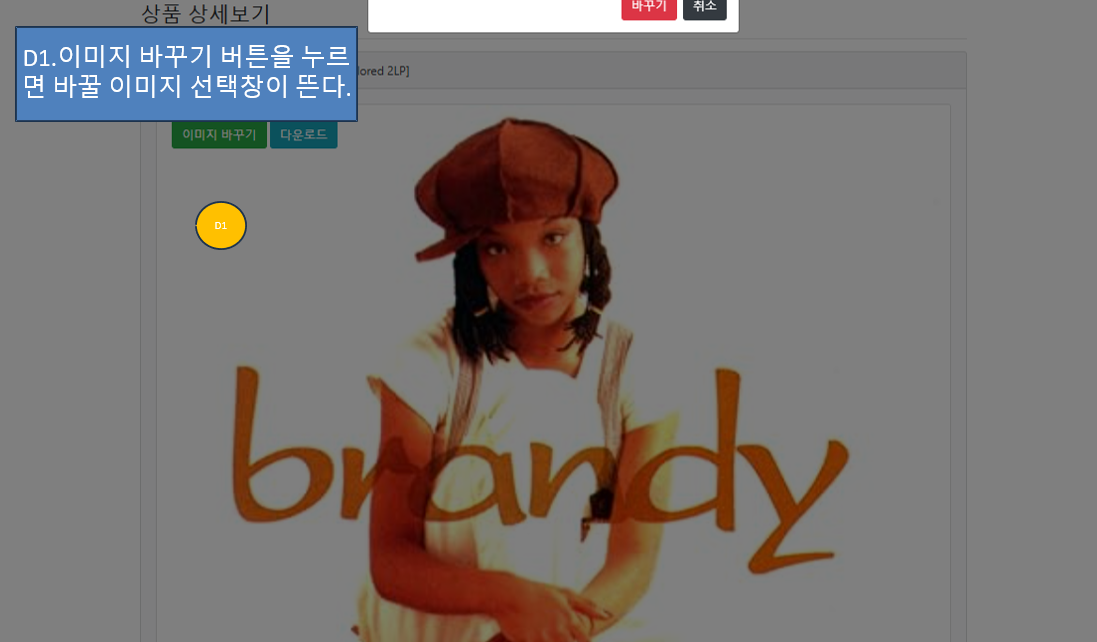 상품 상세보기
바꾸기 취소
D1.이미지 바꾸기 버튼을 누르
면 바꿀 이미지 선택창이 뜬다.
lored 2LP]
이미지 바꾸기 다운로드
D1
brandy